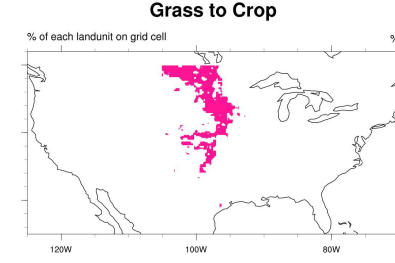 Grass to Crop
% of each landunit on grid cell
%
120W
100W
80W